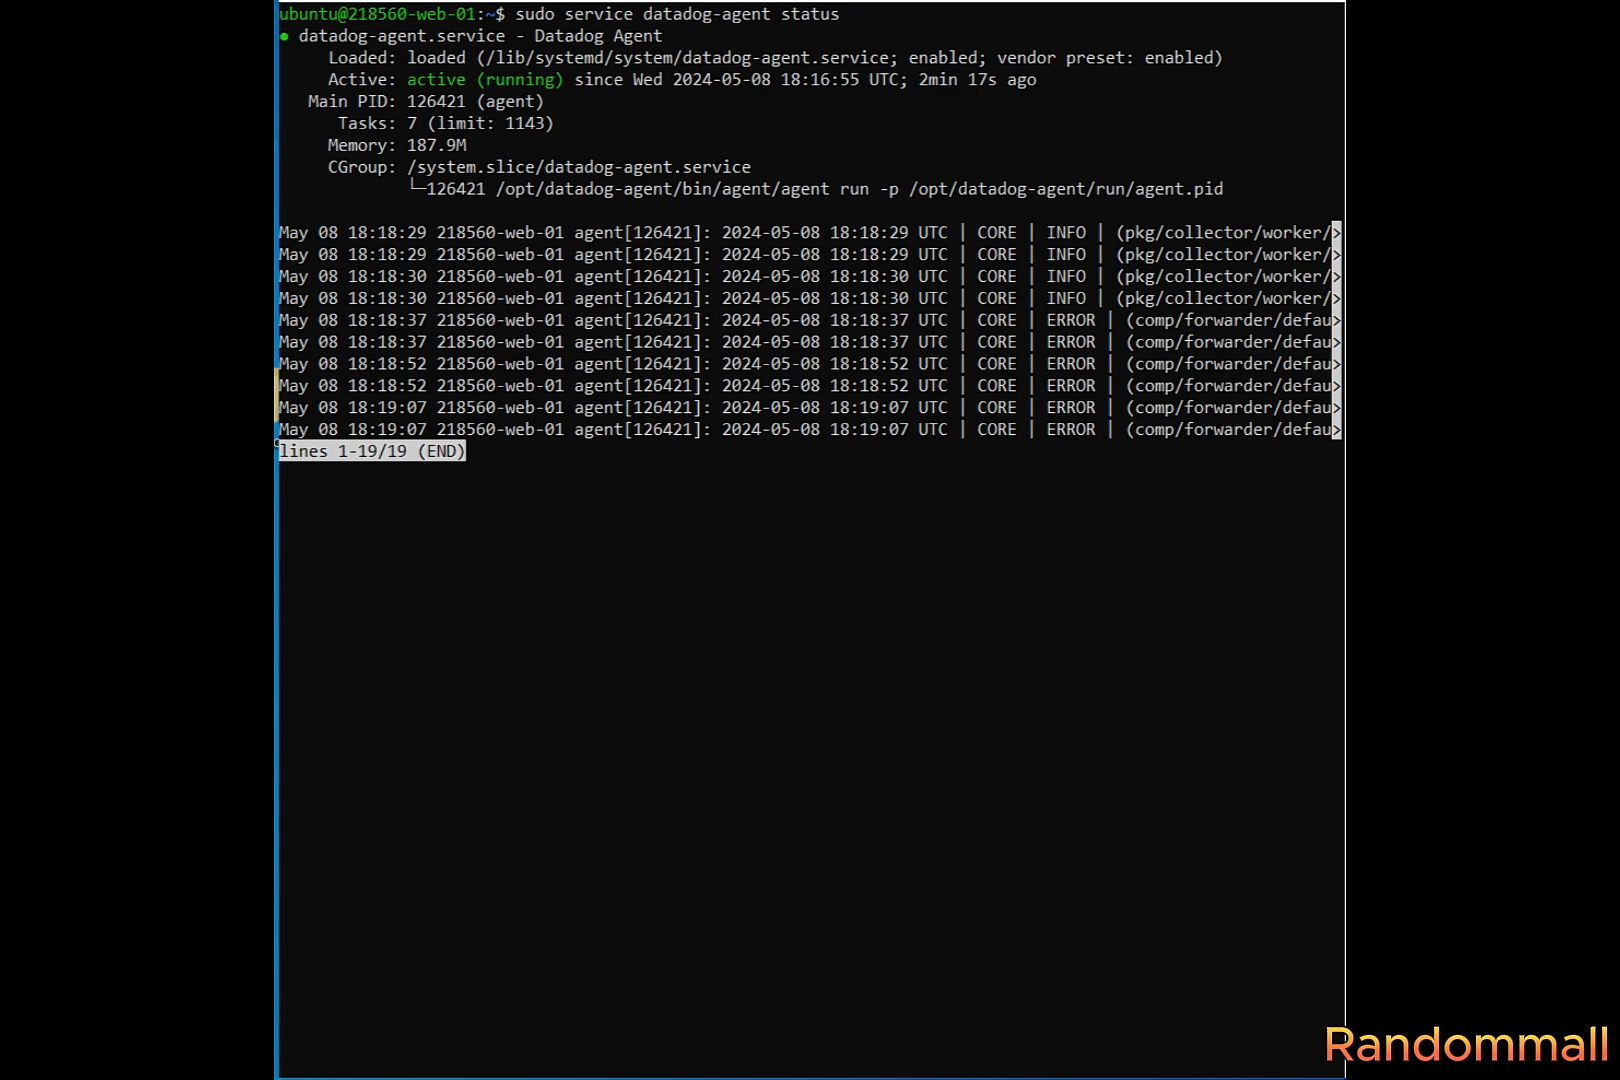 ubuntu@218560-web-01:~$ sudo service datadog-agent status
● datadog-agent.service - Datadog Agent
     Loaded: loaded (/lib/systemd/system/datadog-agent.service; enabled; vendor preset: enabled)
     Active: active (running) since Wed 2024-05-08 18:16:55 UTC; 2min 17s ago
   Main PID: 126421 (agent)
      Tasks: 7 (limit: 1143)
     Memory: 187.9M
     CGroup: /system.slice/datadog-agent.service
             └─126421 /opt/datadog-agent/bin/agent/agent run -p /opt/datadog-agent/run/agent.pid

May 08 18:18:29 218560-web-01 agent[126421]: 2024-05-08 18:18:29 UTC | CORE | INFO | (pkg/collector/worker/>
May 08 18:18:29 218560-web-01 agent[126421]: 2024-05-08 18:18:29 UTC | CORE | INFO | (pkg/collector/worker/>
May 08 18:18:30 218560-web-01 agent[126421]: 2024-05-08 18:18:30 UTC | CORE | INFO | (pkg/collector/worker/>
May 08 18:18:30 218560-web-01 agent[126421]: 2024-05-08 18:18:30 UTC | CORE | INFO | (pkg/collector/worker/>
May 08 18:18:37 218560-web-01 agent[126421]: 2024-05-08 18:18:37 UTC | CORE | ERROR | (comp/forwarder/defau>
May 08 18:18:37 218560-web-01 agent[126421]: 2024-05-08 18:18:37 UTC | CORE | ERROR | (comp/forwarder/defau>
May 08 18:18:52 218560-web-01 agent[126421]: 2024-05-08 18:18:52 UTC | CORE | ERROR | (comp/forwarder/defau>
May 08 18:18:52 218560-web-01 agent[126421]: 2024-05-08 18:18:52 UTC | CORE | ERROR | (comp/forwarder/defau>
May 08 18:19:07 218560-web-01 agent[126421]: 2024-05-08 18:19:07 UTC | CORE | ERROR | (comp/forwarder/defau>
May 08 18:19:07 218560-web-01 agent[126421]: 2024-05-08 18:19:07 UTC | CORE | ERROR | (comp/forwarder/defau>
lines 1-19/19 (END)
Randommall